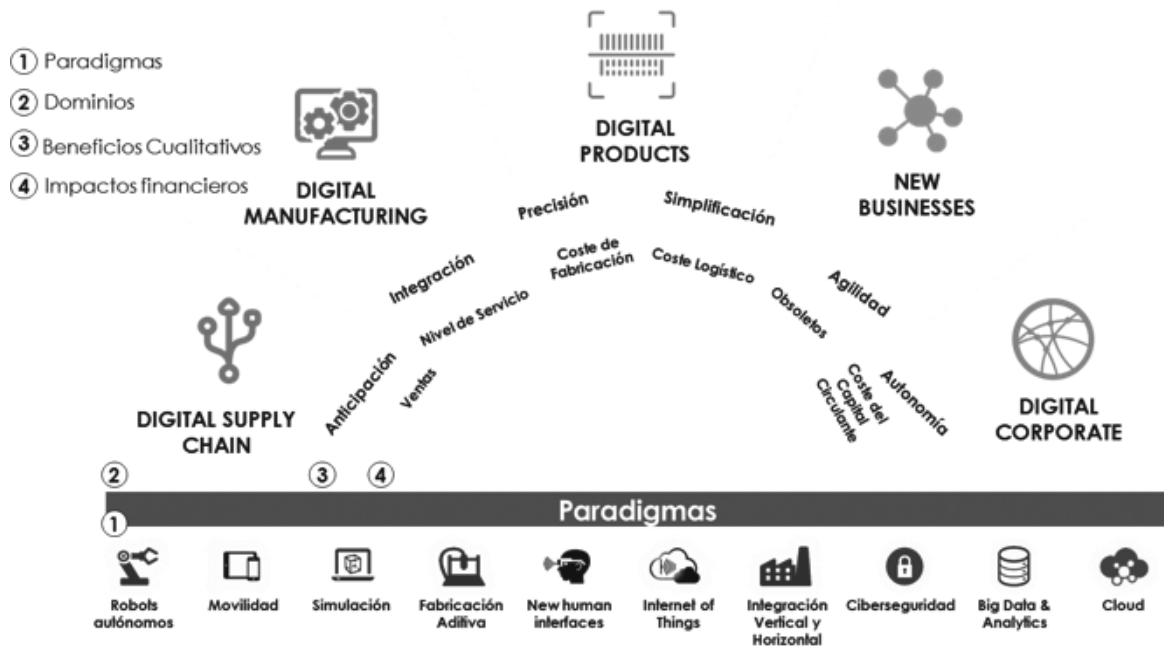 1 Paradigmas
2 Dominios
3 Beneficios Cualitativos
4 Impactos financieros
DIGITAL
MANUFACTURING
DIGITAL
PRODUCTS
NEW
BUSINESSES
DIGITAL SUPPLY
CHAIN
DIGITAL
CORPORATE
Anticipación
Integración
Precisión
Simplificación
Agilidad
Autonomía
Ventas
Nivel de Servicio
Coste de
Fabricación
Coste Logístico
Obsoletos
Coste del
Capital
Circulante
2
3
4
Paradigmas
1
Robots
autónomos
Movilidad
Simulación
Fabricación
Aditiva
New human
interfaces
Internet of
Things
Integración
Vertical y
Horizontal
Ciberseguridad
Big Data &
Analytics
Cloud